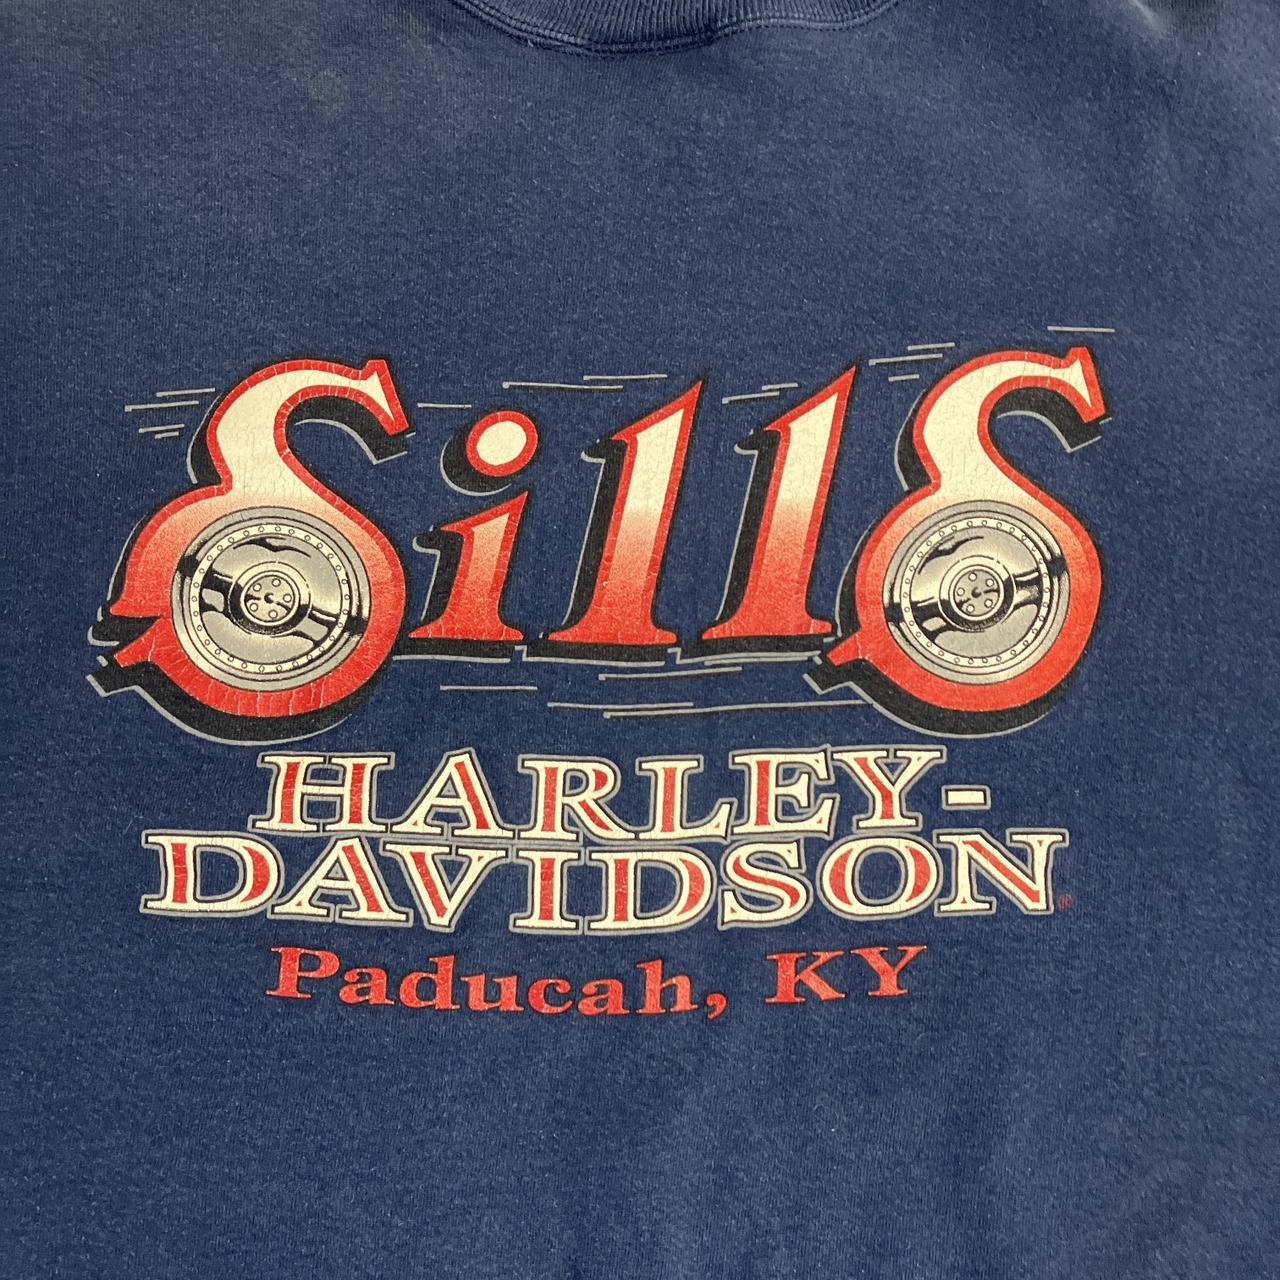 Sills
HARLEY-
DAVIDSON®
Paducah, KY